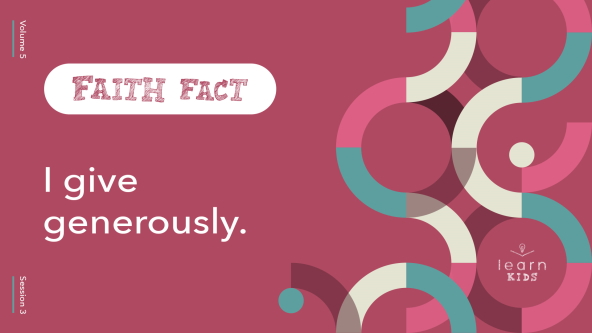 Volume 5
FAITH FACT
I give
generously.
learn
KIDS
Session 3